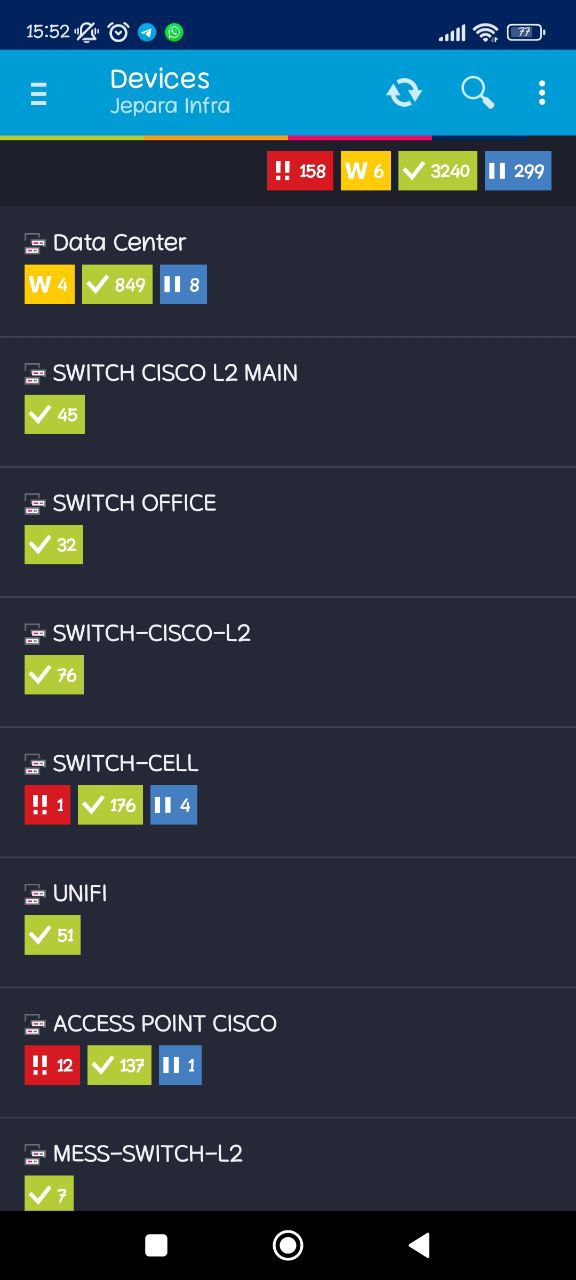 15:52 77
Devices
Jepara Infra
!! 158 W 6 3240 299
Data Center
W 4 849 8
SWITCH CISCO L2 MAIN
45
SWITCH OFFICE
32
SWITCH-CISCO-L2
76
SWITCH-CELL
!! 1 176 4
UNIFI
51
ACCESS POINT CISCO
!! 12 137 1
MESS-SWITCH-L2
7